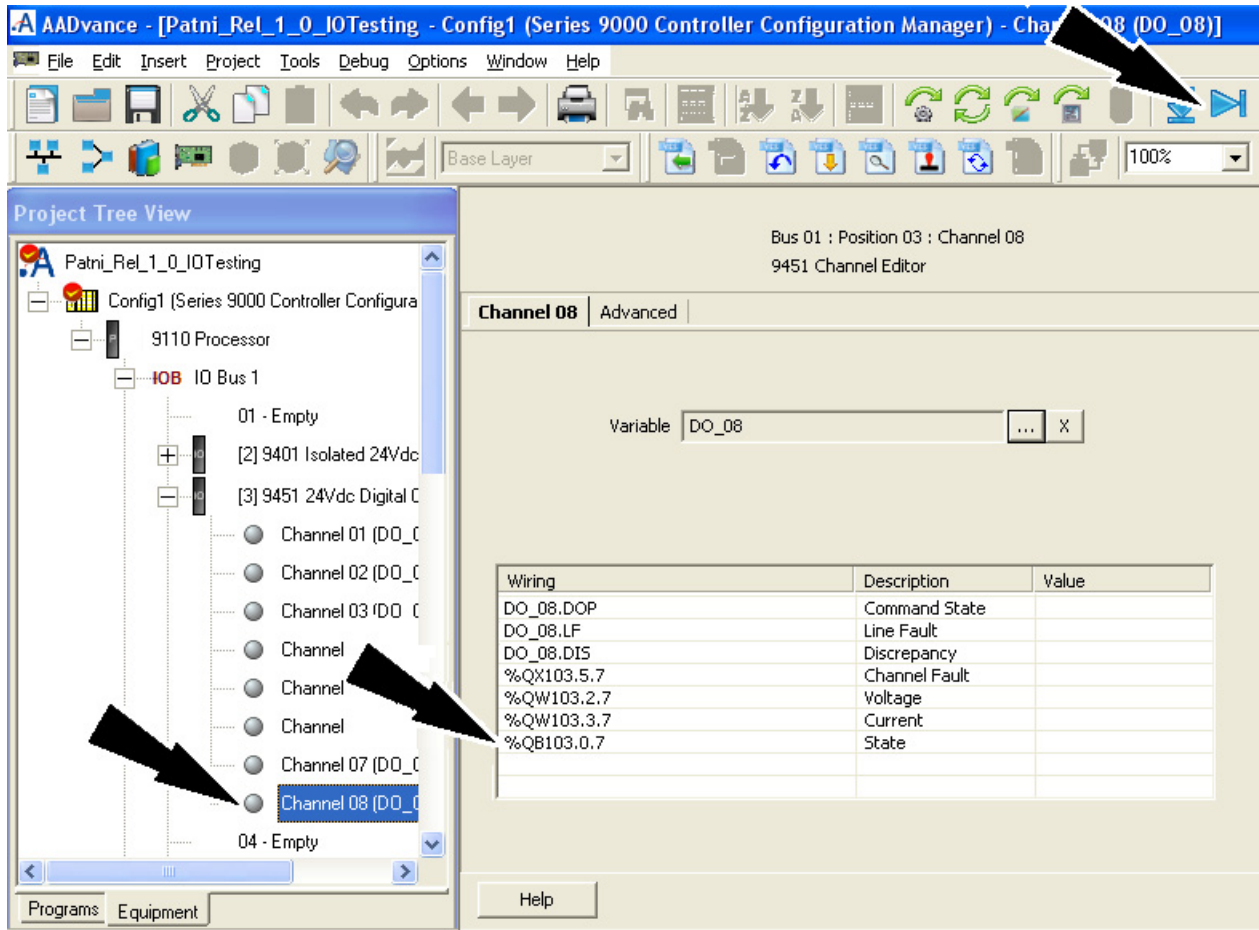 AADvance - [Patni_Rel_1_0_IOTesting - Config1 (Series 9000 Controller Configuration Manager) - Cha 08 (DO_08)]
File Edit Insert Project Tools Debug Options Window Help
Base Layer 100%
Project Tree View
Patni_Rel_1_0_IOTesting
Config1 (Series 9000 Controller Configura
9110 Processor
IOB IO Bus 1
01 - Empty
[2] 9401 Isolated 24Vdc
[3] 9451 24Vdc Digital
Channel 01 (DO_
Channel 02 (DO_
Channel 03 (DO
Channel
Channel
Channel
Channel 07 (DO_
Channel 08 (DO_
04 - Empty
Programs Equipment
Bus 01 : Position 03 : Channel 08
9451 Channel Editor
Channel 08 Advanced
Variable DO_08 ... X
Wiring Description Value
DO_08.DOP Command State
DO_08.LF Line Fault
DO_08.DIS Discrepancy
%QX103.5.7 Channel Fault
%QW103.2.7 Voltage
%QW103.3.7 Current
%QB103.0.7 State
Help